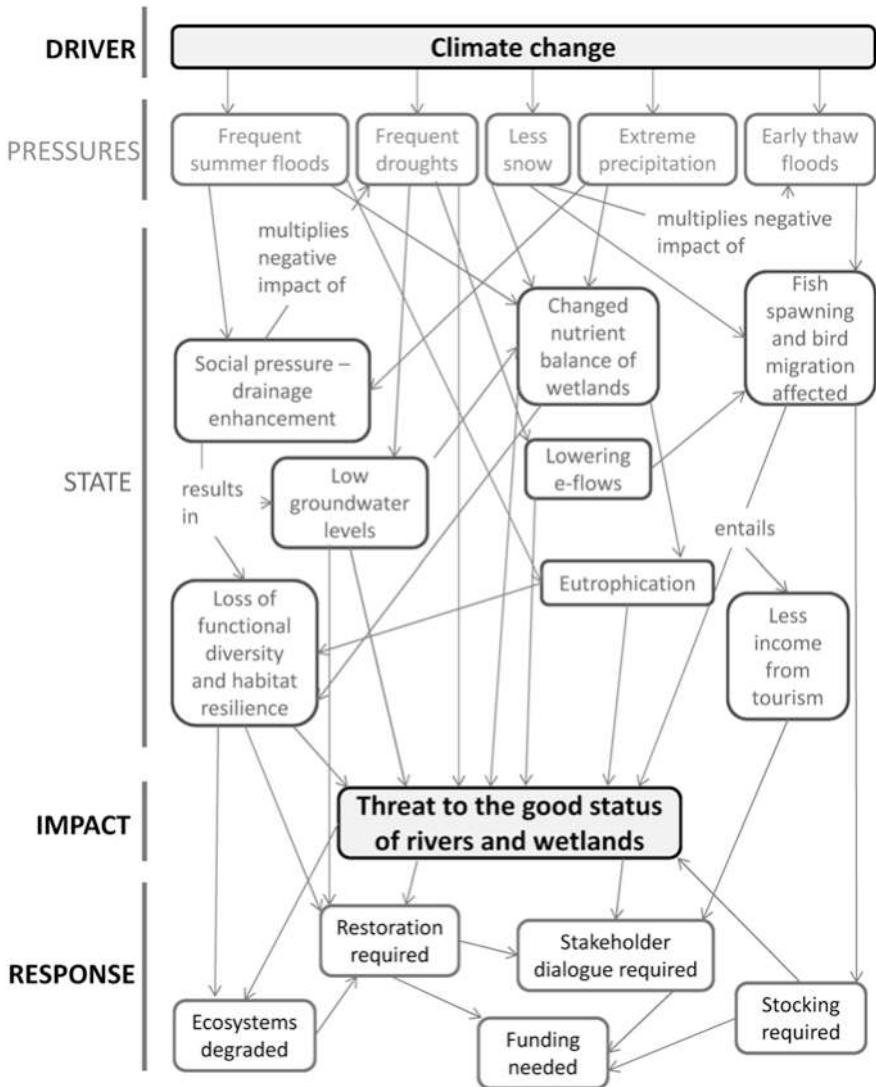 DRIVER
Climate change
PRESSURES
Frequent
summer floods
Frequent
droughts
Less
snow
Extreme
precipitation
Early thaw
floods
STATE
multiplies
negative
impact of
multiplies negative
impact of
Social pressure –
drainage
enhancement
Changed
nutrient
balance of
wetlands
Fish
spawning
and bird
migration
affected
results
in
Low
groundwater
levels
Lowering
e-flows
entails
Loss of
functional
diversity
and habitat
resilience
Eutrophication
Less
income
from
tourism
IMPACT
Threat to the good status
of rivers and wetlands
RESPONSE
Restoration
required
Stakeholder
dialogue required
Ecosystems
degraded
Funding
needed
Stocking
required